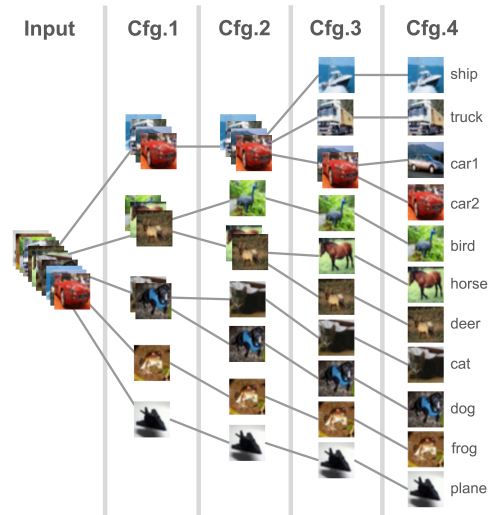 Input Cfg.1 Cfg.2 Cfg.3 Cfg.4
ship
truck
car1
car2
bird
horse
deer
cat
dog
frog
plane